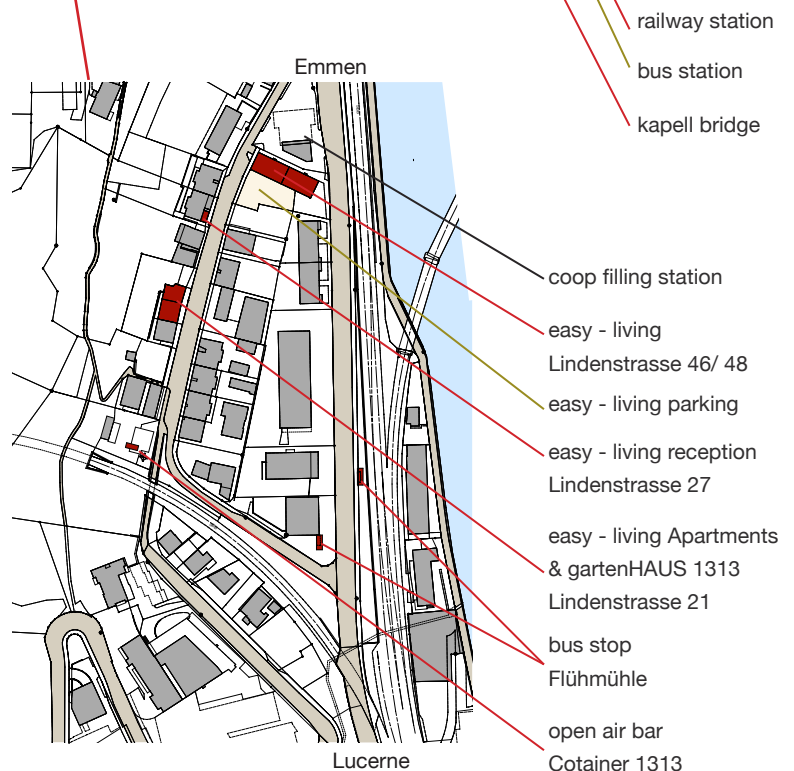 railway station
bus station
kapell bridge
Emmen
coop filling station
easy - living
Lindenstrasse 46/ 48
easy - living parking
easy - living reception
Lindenstrasse 27
easy - living Apartments
& gartenHAUS 1313
Lindenstrasse 21
bus stop
Flühmühle
open air bar
Cotainer 1313
Lucerne